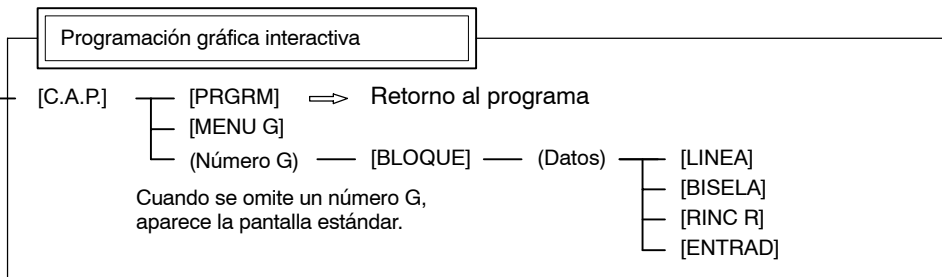 Programación gráfica interactiva
[C.A.P.] [PRGRM] Retorno al programa
[MENU G]
(Número G) [BLOQUE] (Datos) [LINEA]
Cuando se omite un número G,
aparece la pantalla estándar.
[BISELA]
[RINC R]
[ENTRAD]